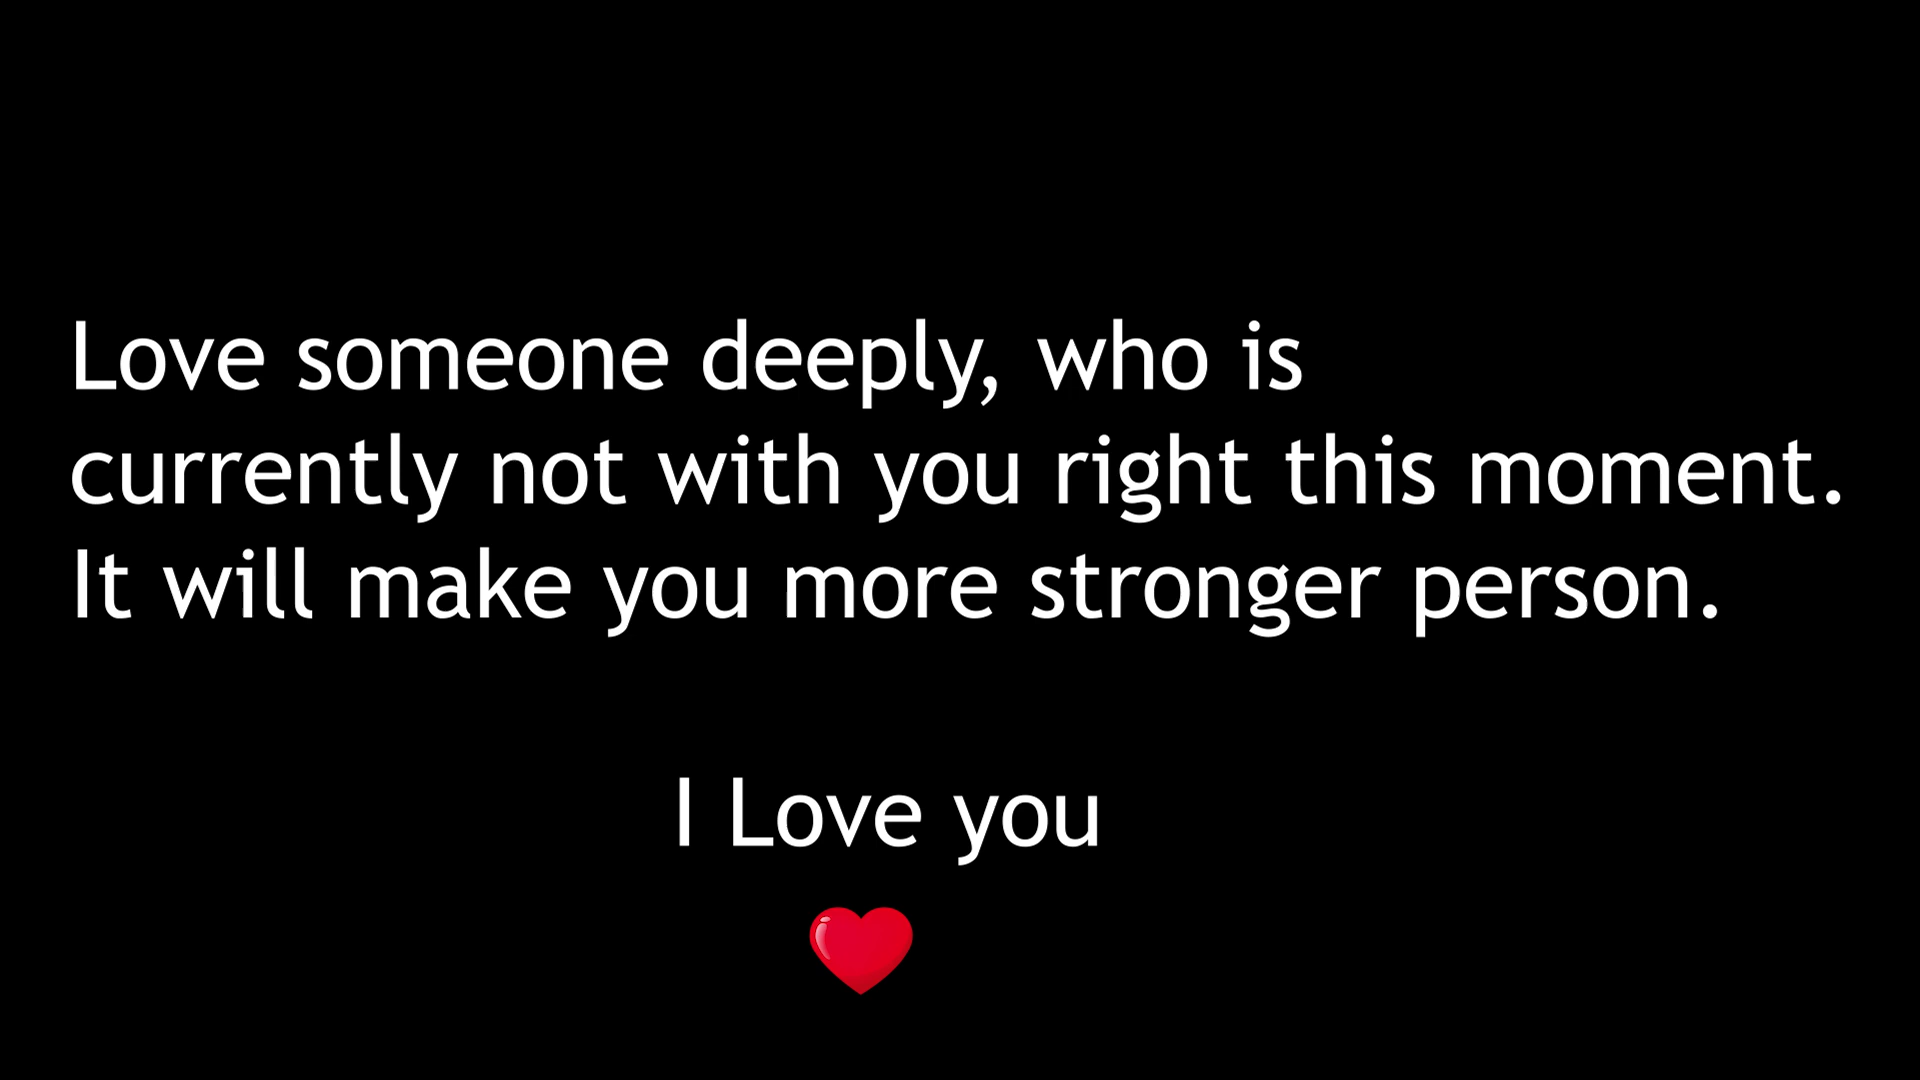 Love someone deeply, who is
currently not with you right this moment.
It will make you more stronger person.
I Love you